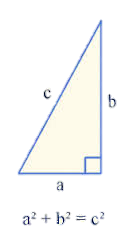 c
b
a
a² + b² = c²